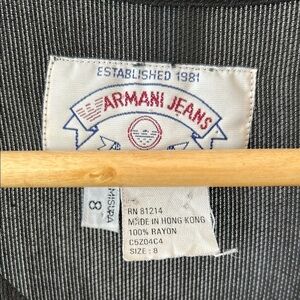 ESTABLISHED 1981
ARMANI JEANS
MISURA
8
RN 81214
MADE IN HONG KONG
100% RAYON
C5Z04C4
SIZE: 8